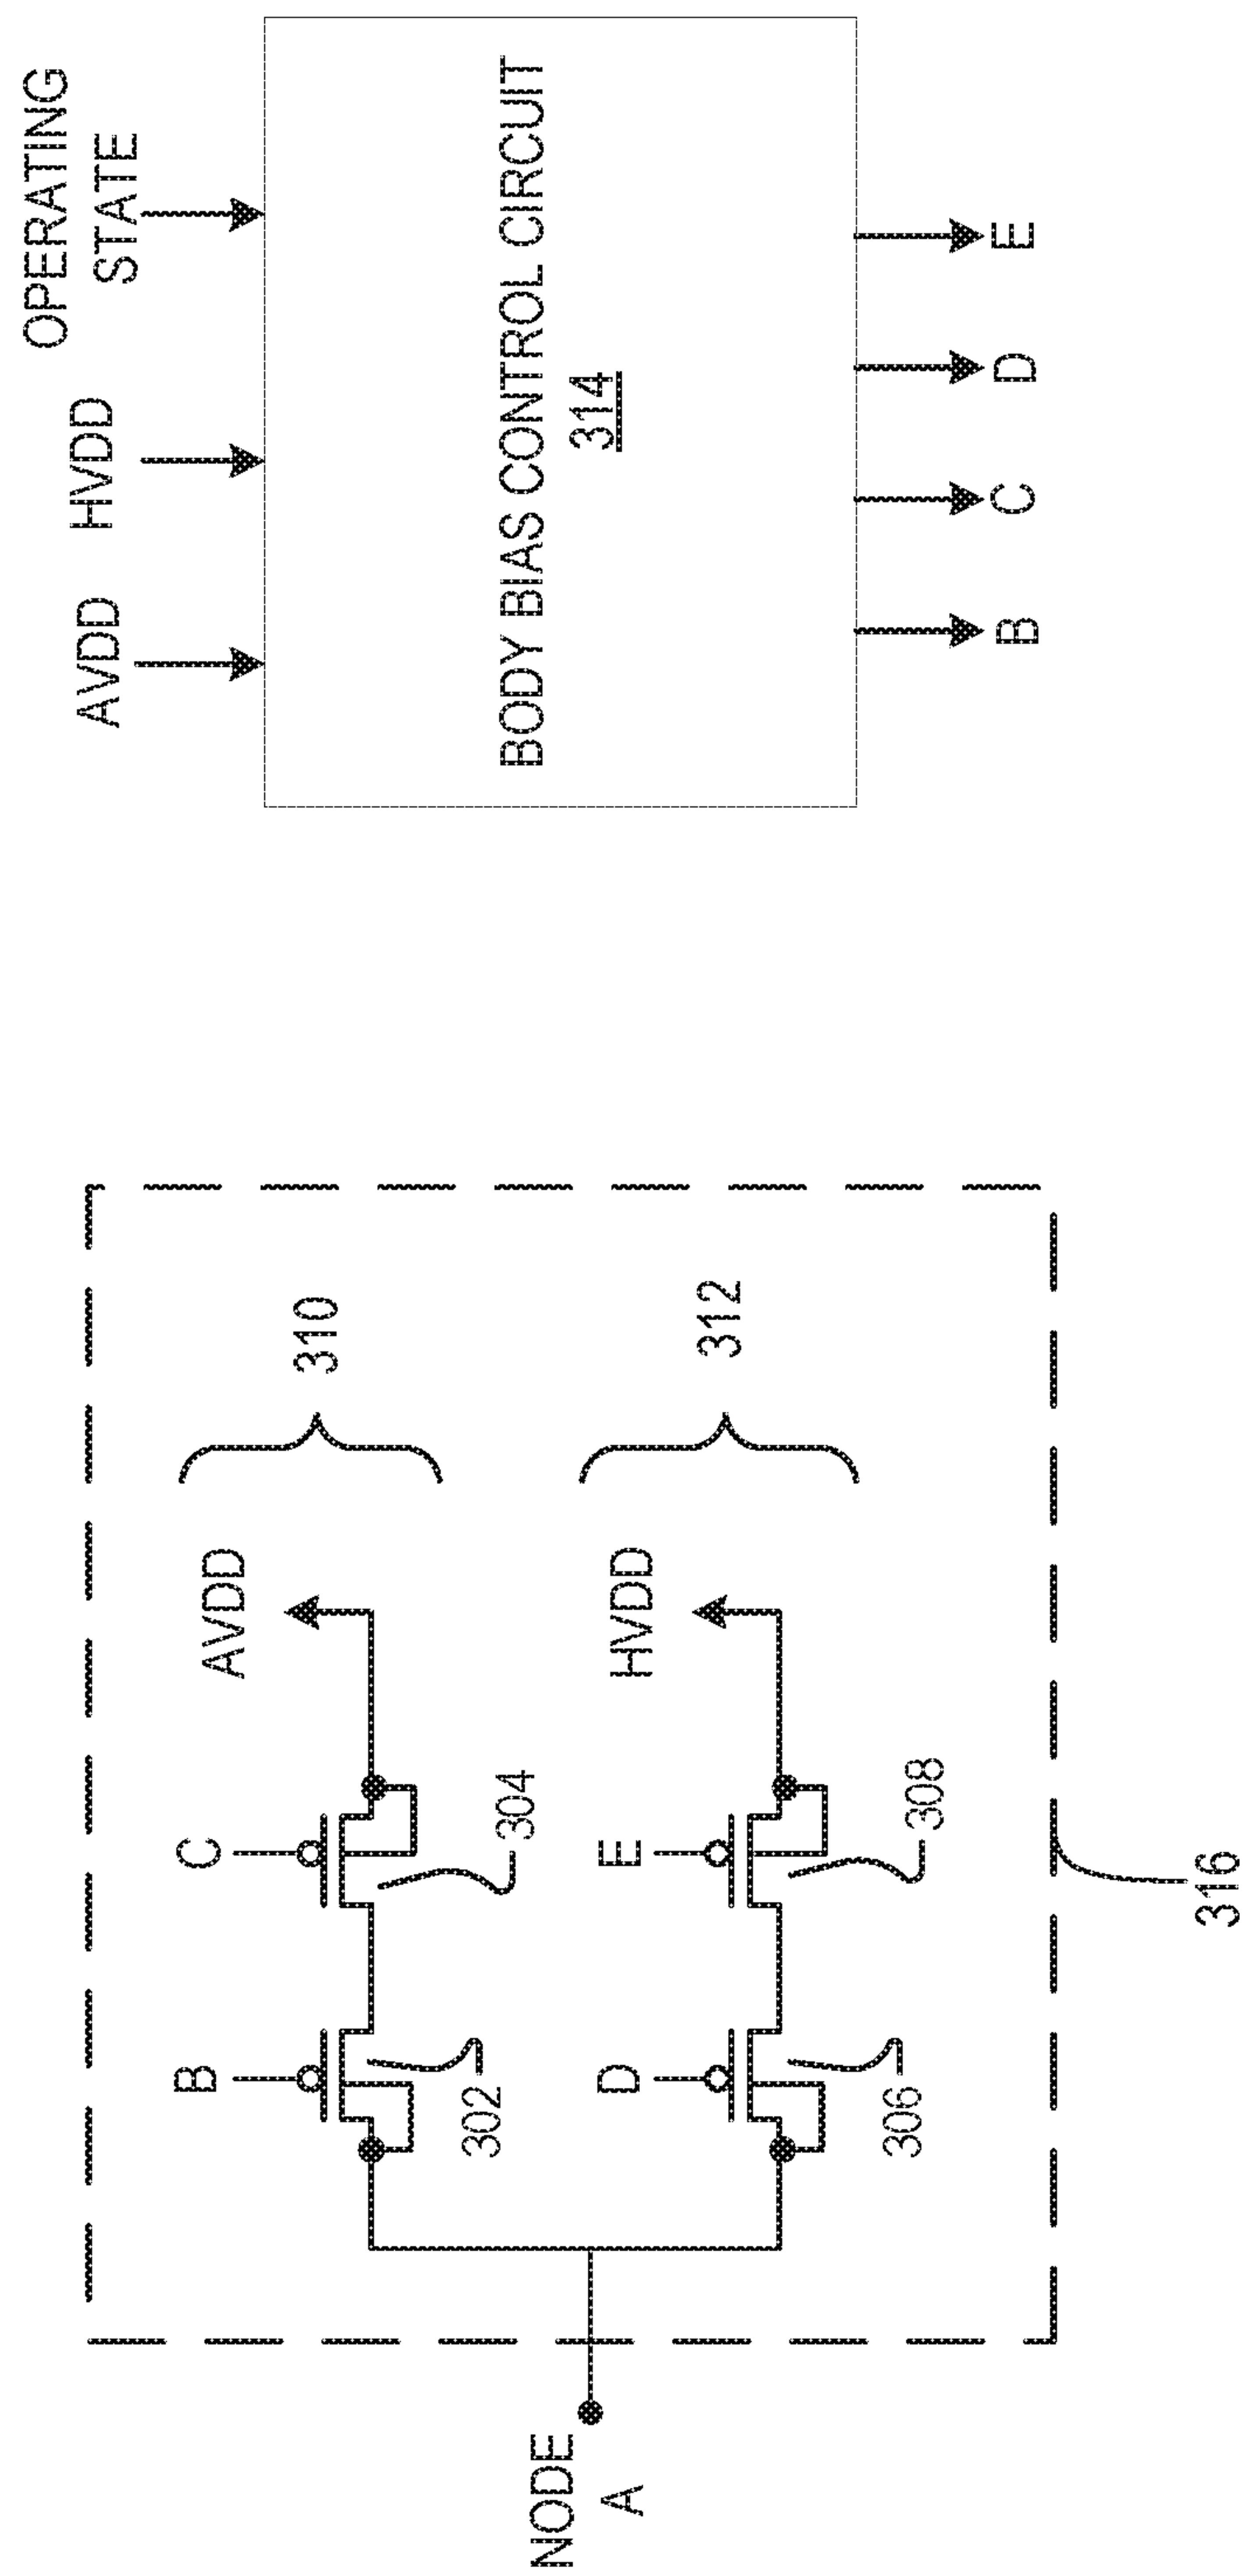 NODE
A
B
302
C
304
AVDD
310
D
306
E
308
HVDD
312
316
AVDD
HVDD
OPERATING
STATE
BODY BIAS CONTROL CIRCUIT
314
B
C
D
E